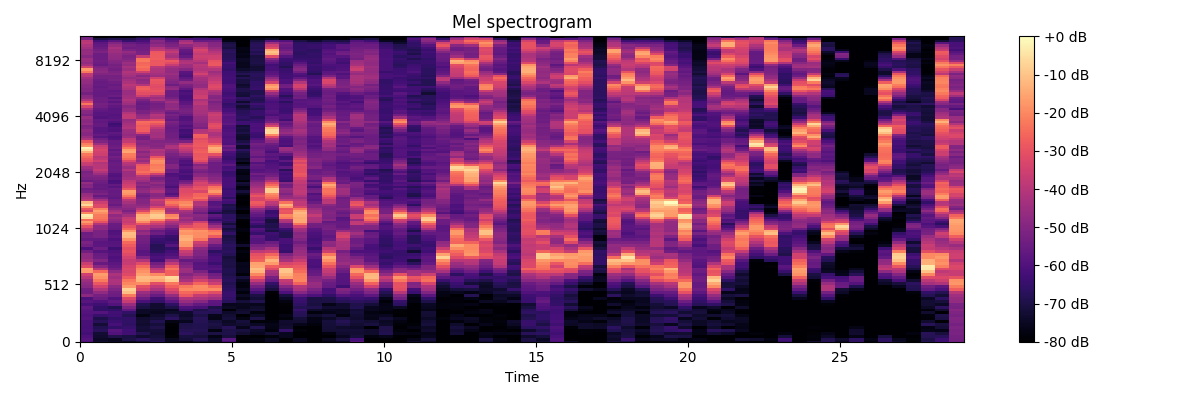 Mel spectrogram
+0 dB
8192
-10 dB
4096
-20 dB
-30 dB
2048
Hz
-40 dB
1024
-50 dB
-60 dB
512
-70 dB
0
-80 dB
0 5 10 15 20 25
Time